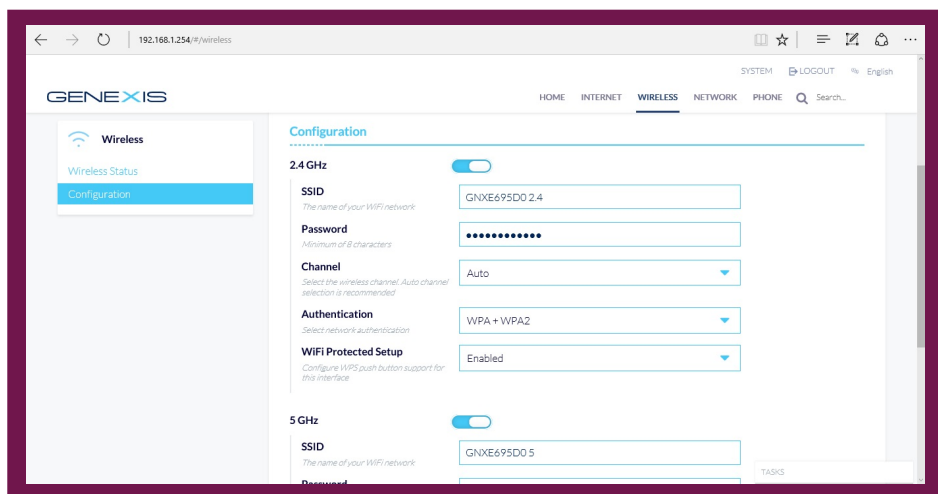 192.168.1.254/#/wireless
SYSTEM LOGOUT English
GENEXIS
HOME INTERNET WIRELESS NETWORK PHONE Search...
Wireless
Wireless Status
Configuration
Configuration
2.4 GHz
SSID
The name of your WiFi network
GNXE695D0 2.4
Password
Minimum of 8 characters
••••••••••••
Channel
Select the wireless channel. Auto channel
selection is recommended
Auto
Authentication
Select network authentication
WPA + WPA2
WiFi Protected Setup
Configure WPS push button support for
this interface
Enabled
5 GHz
SSID
The name of your WiFi network
GNXE695D0 5
Password
TASKS